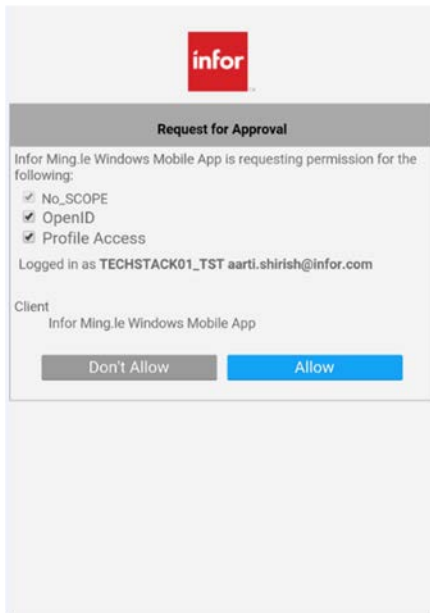 infor
Request for Approval
Infor Ming.le Windows Mobile App is requesting permission for the
following:
No_SCOPE
OpenID
Profile Access
Logged in as TECHSTACK01_TST aarti.shirish@infor.com
Client
Infor Ming.le Windows Mobile App
Don't Allow Allow